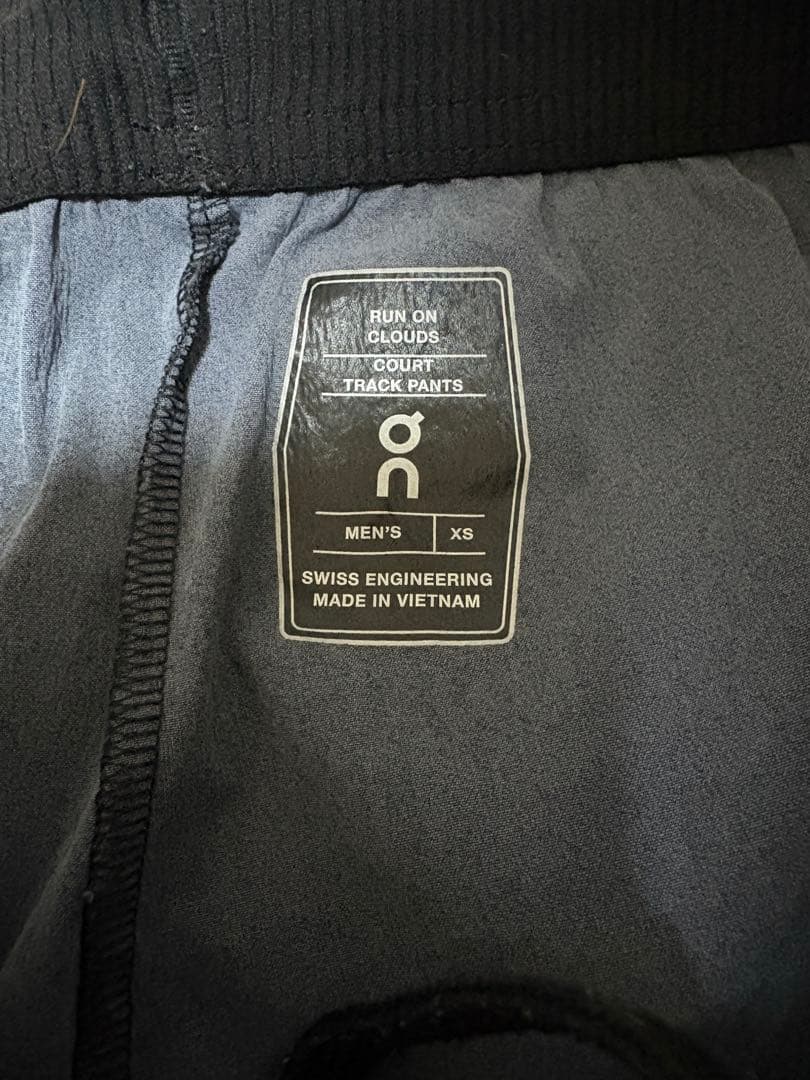 RUN ON
CLOUDS
COURT
TRACK PANTS
MEN'S XS
SWISS ENGINEERING
MADE IN VIETNAM